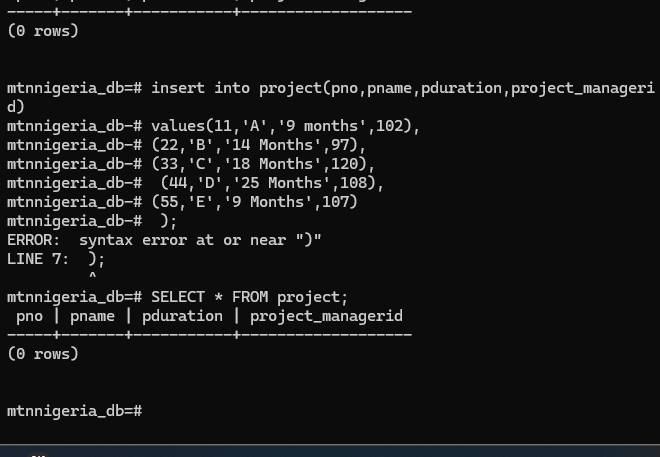 -----+-------+-----------+-------------------
(0 rows)
mtnnigeria_db=# insert into project(pno,pname,pduration,project_manageri
d)
mtnnigeria_db-# values(11,'A','9 months',102),
mtnnigeria_db-# (22,'B','14 Months',97),
mtnnigeria_db-# (33,'C','18 Months',120),
mtnnigeria_db-#  (44,'D','25 Months',108),
mtnnigeria_db-# (55,'E','9 Months',107)
mtnnigeria_db-#  );
ERROR:  syntax error at or near ")"
LINE 7:  );
         ^
mtnnigeria_db=# SELECT * FROM project;
 pno | pname | pduration | project_managerid
-----+-------+-----------+-------------------
(0 rows)
mtnnigeria_db=#